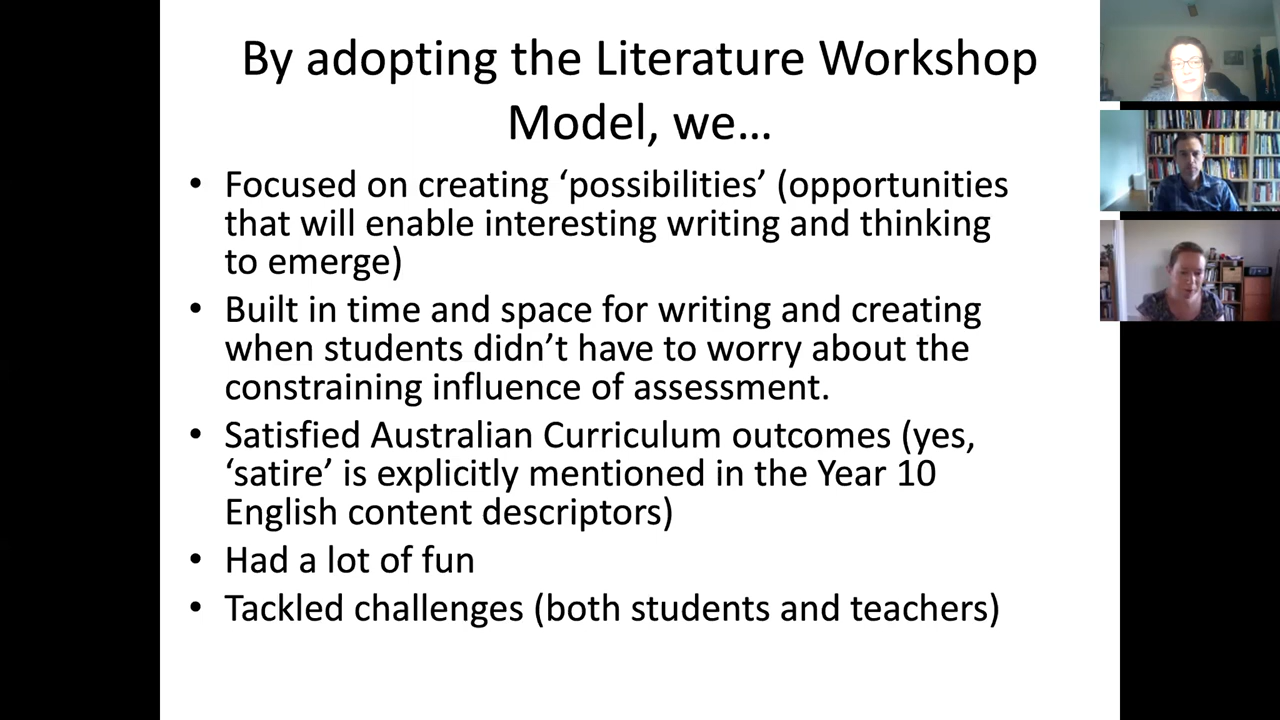 By adopting the Literature Workshop
Model, we…
• Focused on creating ‘possibilities’ (opportunities
that will enable interesting writing and thinking
to emerge)
• Built in time and space for writing and creating
when students didn’t have to worry about the
constraining influence of assessment.
• Satisfied Australian Curriculum outcomes (yes,
‘satire’ is explicitly mentioned in the Year 10
English content descriptors)
• Had a lot of fun
• Tackled challenges (both students and teachers)